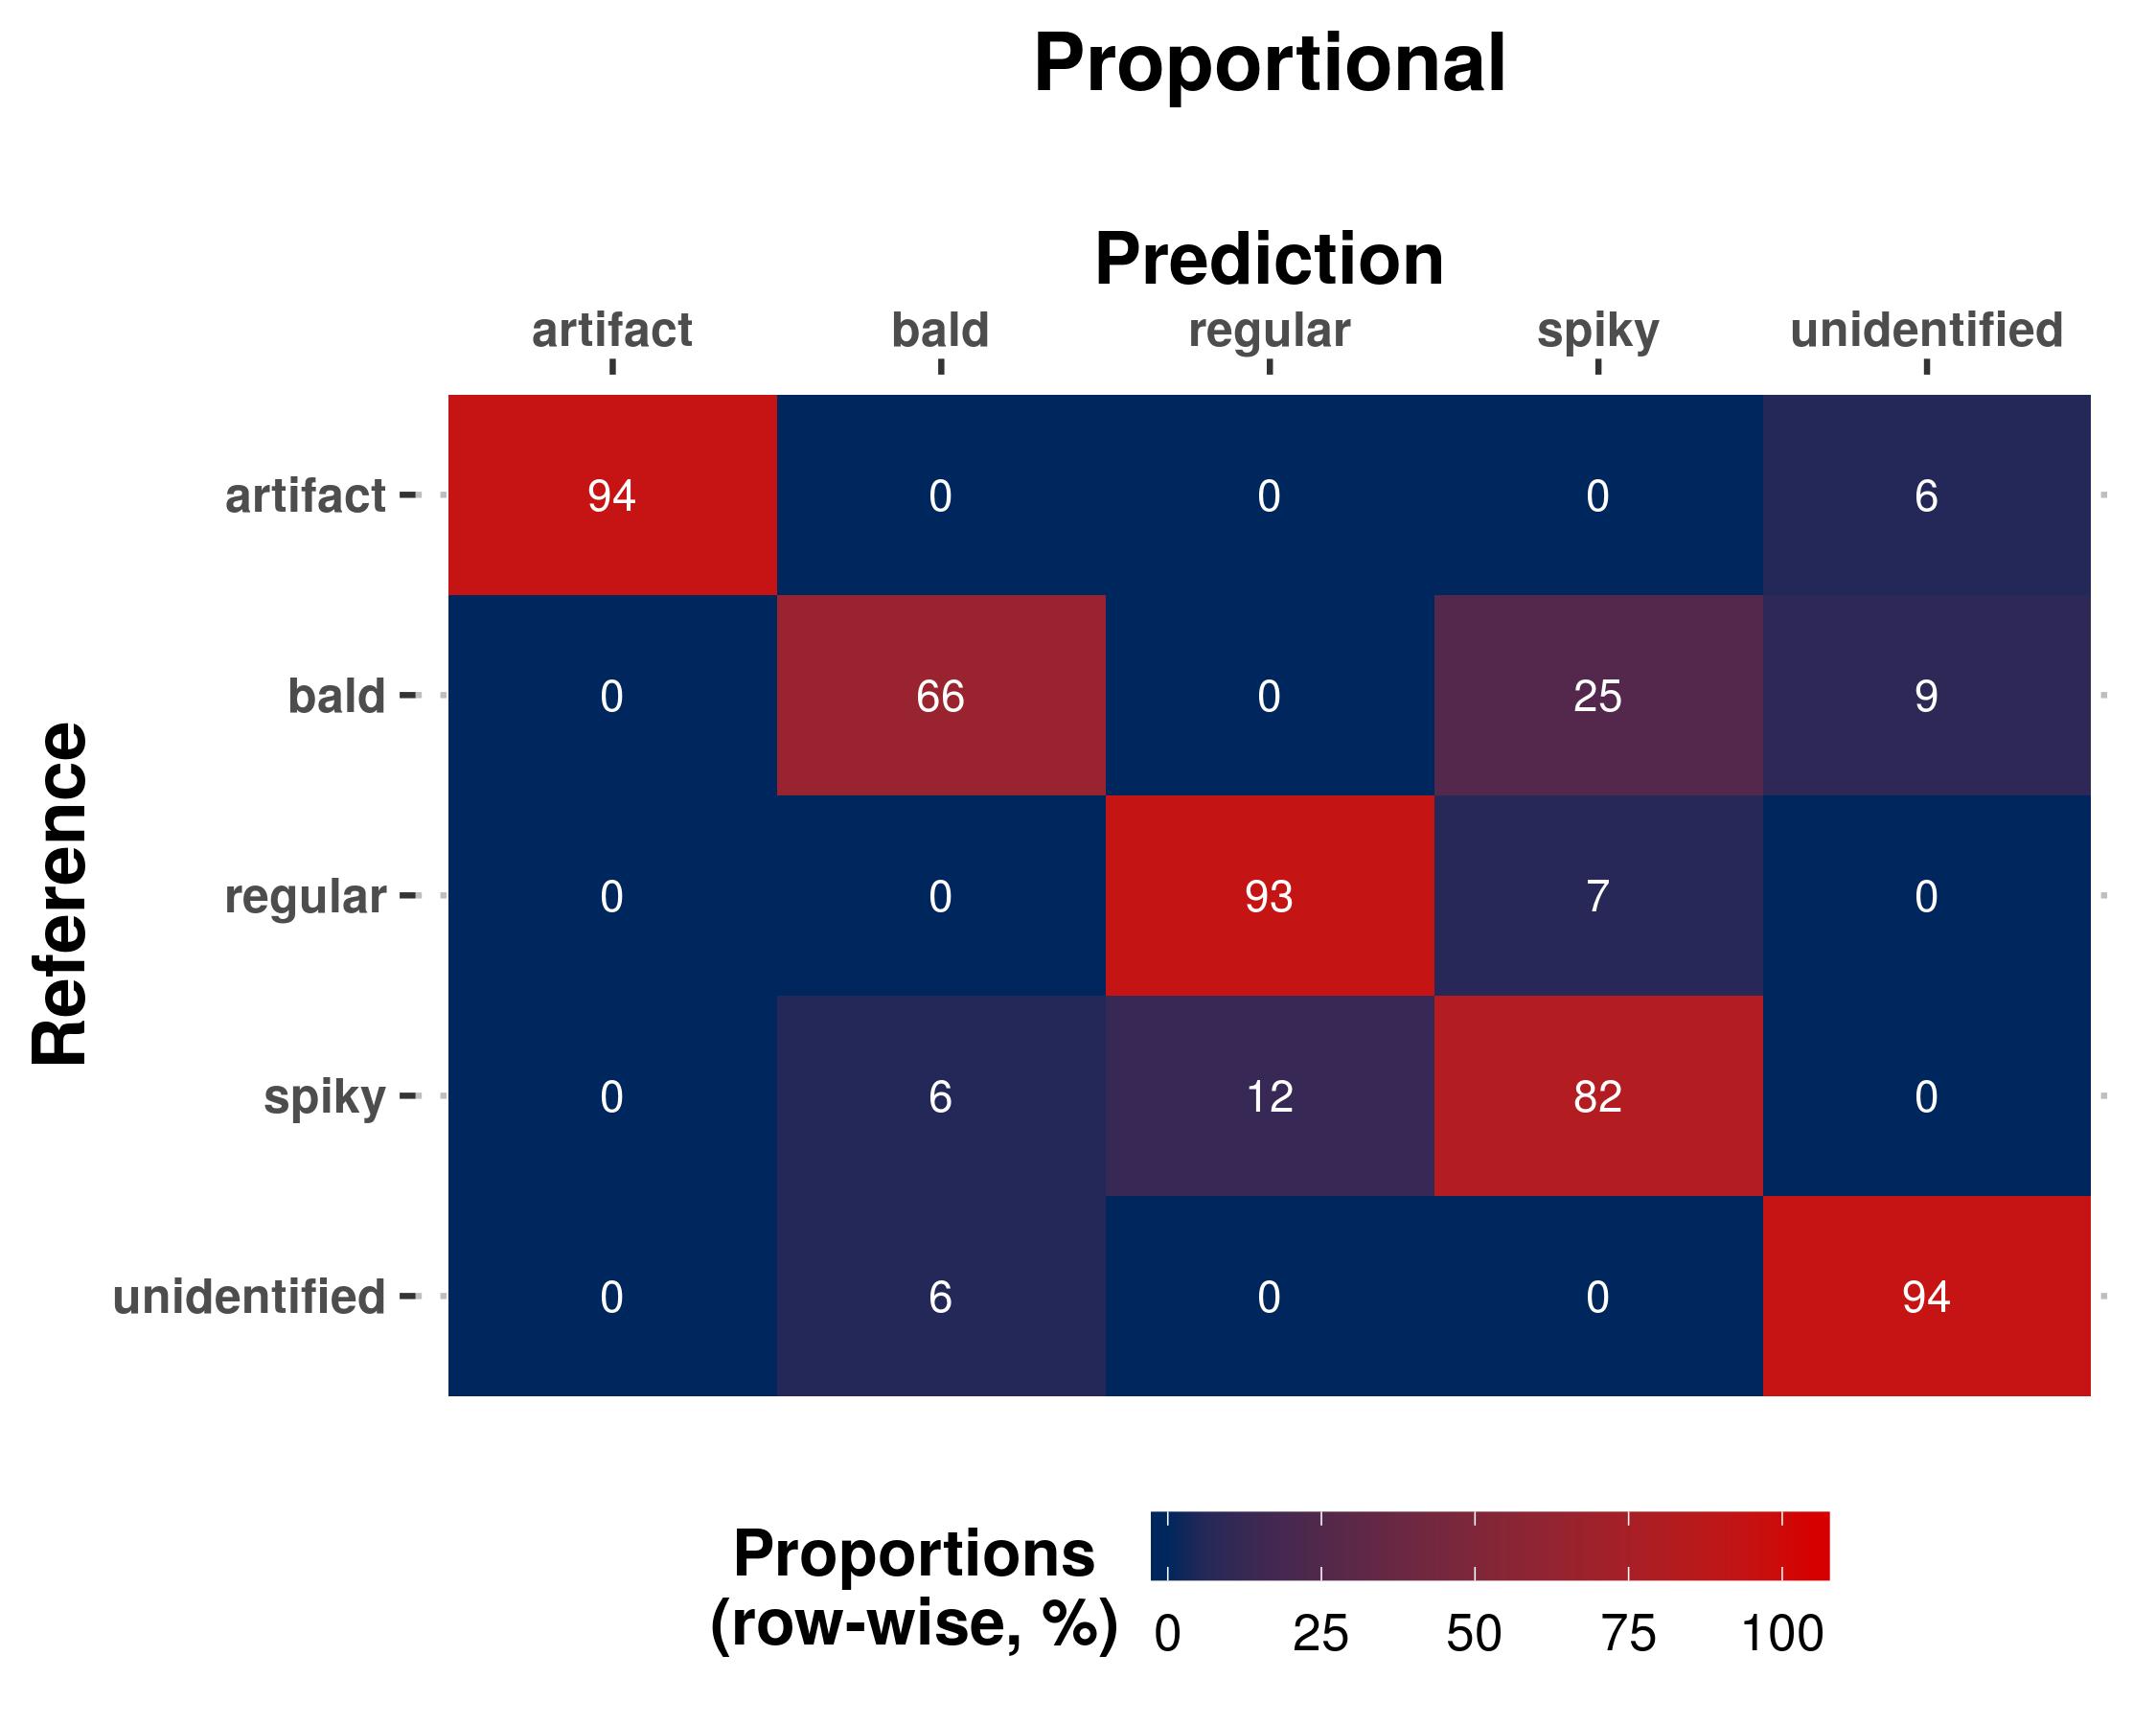 Proportional
Prediction
artifact bald regular spiky unidentified
Reference
artifact 94 0 0 0 6
bald 0 66 0 25 9
regular 0 0 93 7 0
spiky 0 6 12 82 0
unidentified 0 6 0 0 94
Proportions
(row-wise, %)
0 25 50 75 100